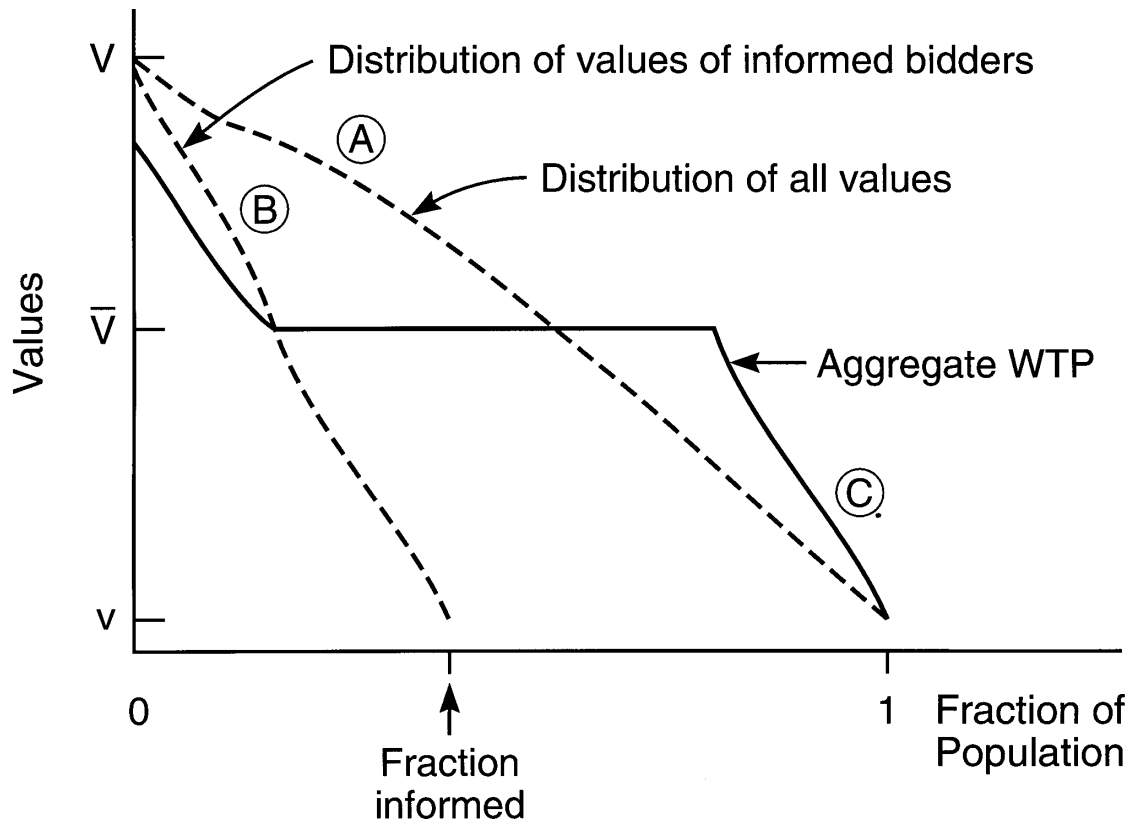 V
Distribution of values of informed bidders
A
Distribution of all values
B
Values
V̅
Aggregate WTP
C
v
0
1
Fraction of
Population
Fraction
informed